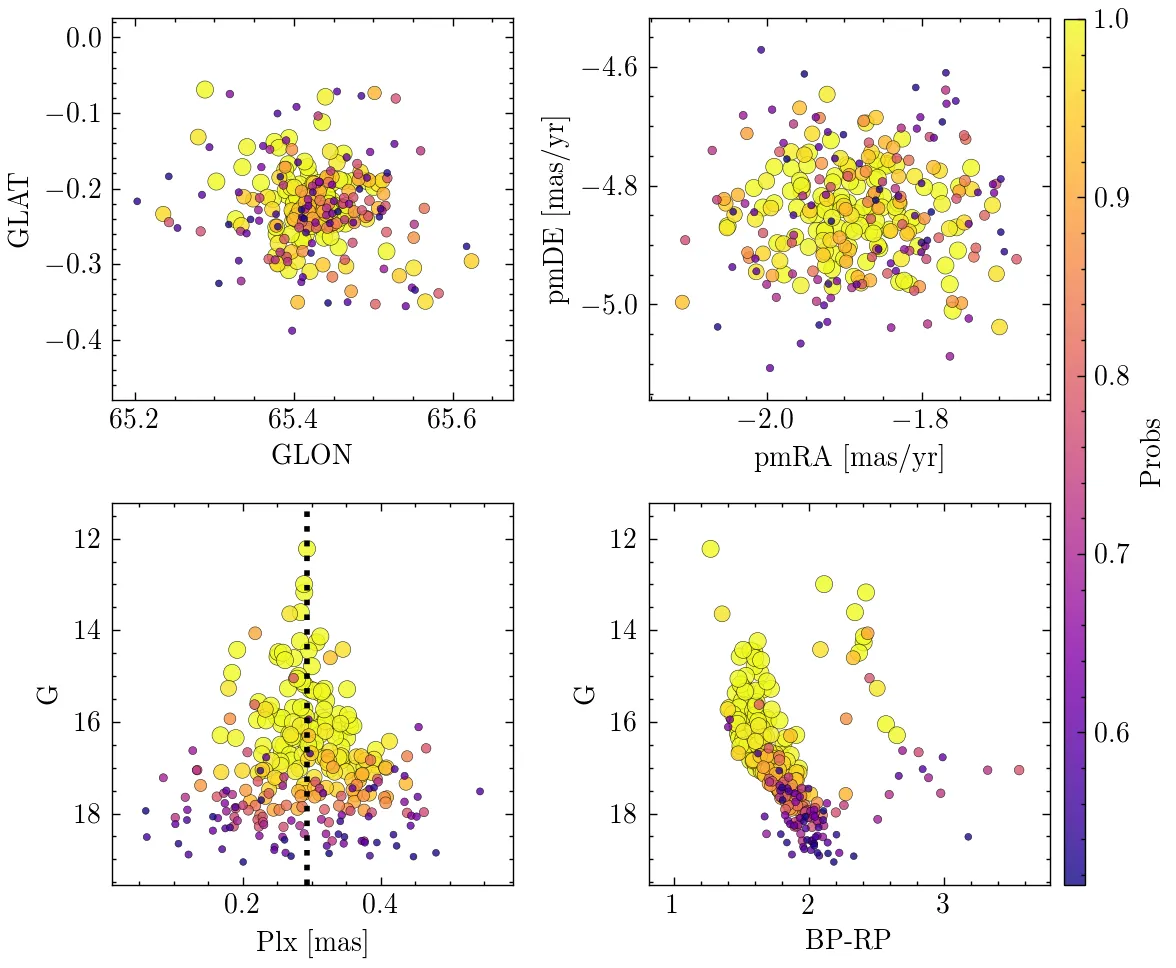 0.0
−0.1
−0.2
−0.3
−0.4
GLAT
65.2 65.4 65.6
GLON
−4.6
−4.8
−5.0
pmDE [mas/yr]
−2.0 −1.8
pmRA [mas/yr]
12
14
16
18
G
0.2 0.4
Plx [mas]
12
14
16
18
G
1 2 3
BP-RP
1.0
0.9
0.8
0.7
0.6
Probs